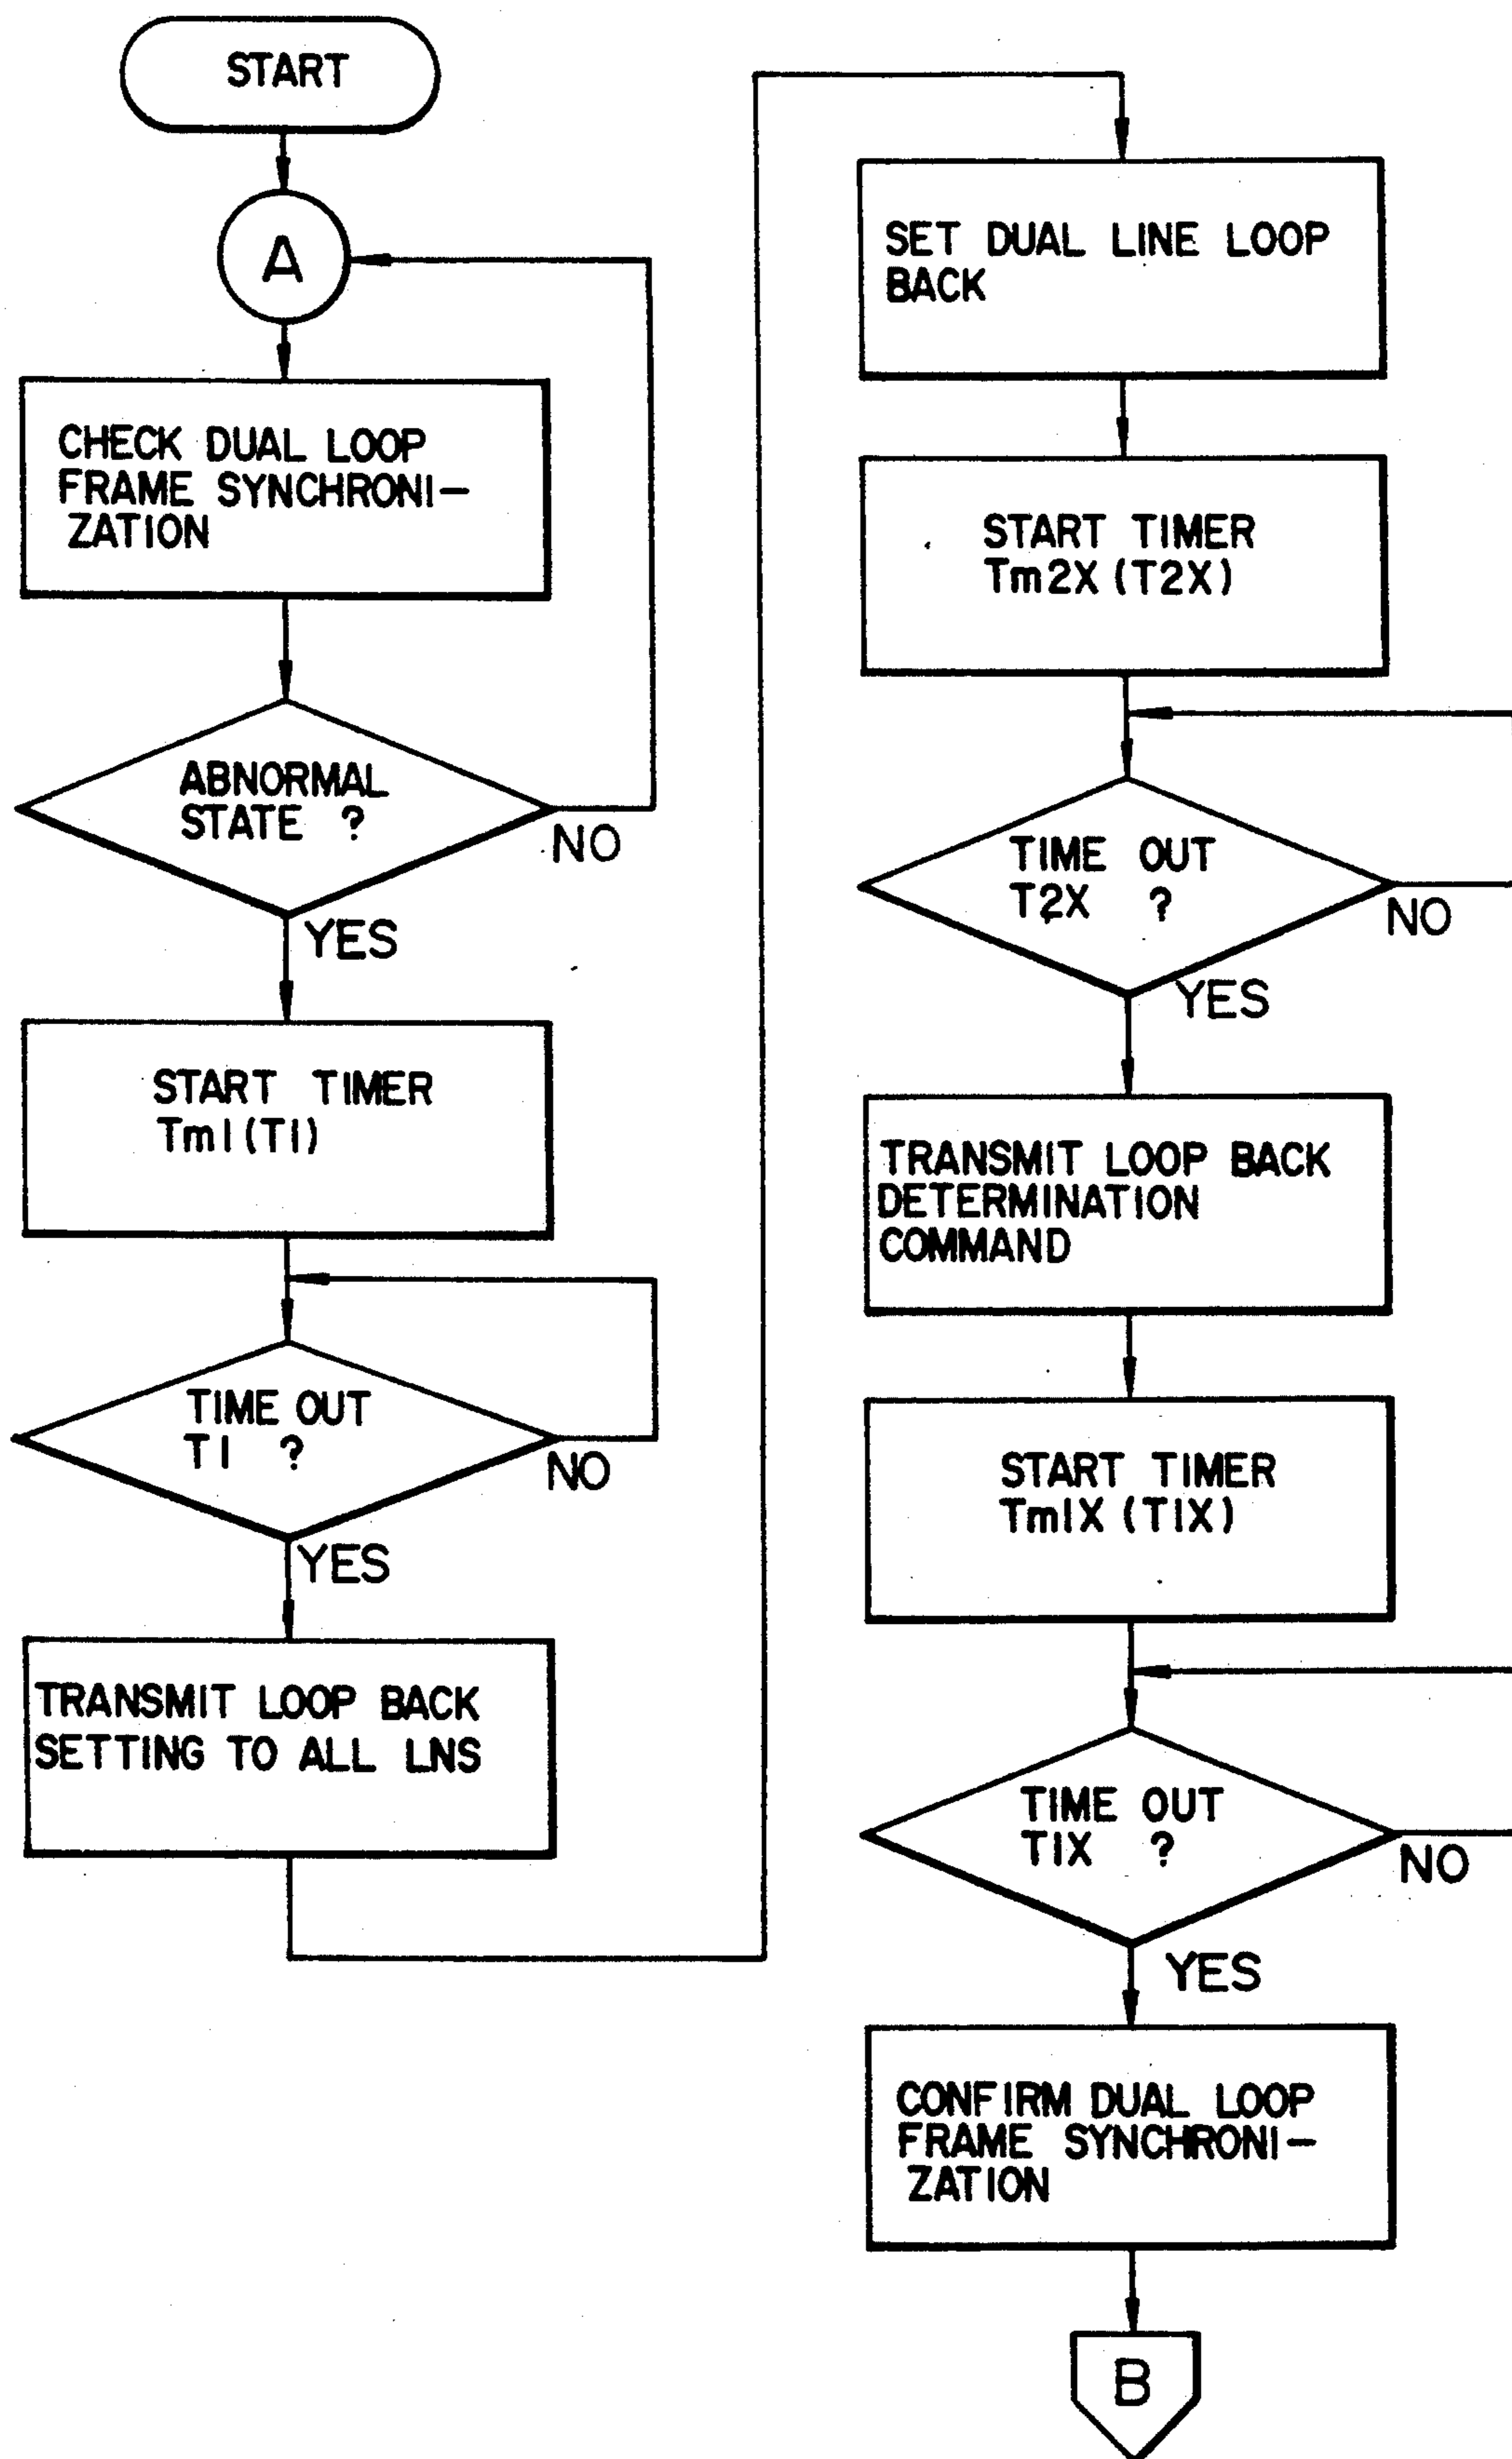 START
A
CHECK DUAL LOOP
FRAME SYNCHRONI-
ZATION
ABNORMAL
STATE ?
NO
YES
START TIMER
Tm1(T1)
TIME OUT
T1 ?
NO
YES
TRANSMIT LOOP BACK
SETTING TO ALL LNS
SET DUAL LINE LOOP
BACK
START TIMER
Tm2X(T2X)
TIME OUT
T2X ?
NO
YES
TRANSMIT LOOP BACK
DETERMINATION
COMMAND
START TIMER
Tm1X(T1X)
TIME OUT
T1X ?
NO
YES
CONFIRM DUAL LOOP
FRAME SYNCHRONI-
ZATION
B